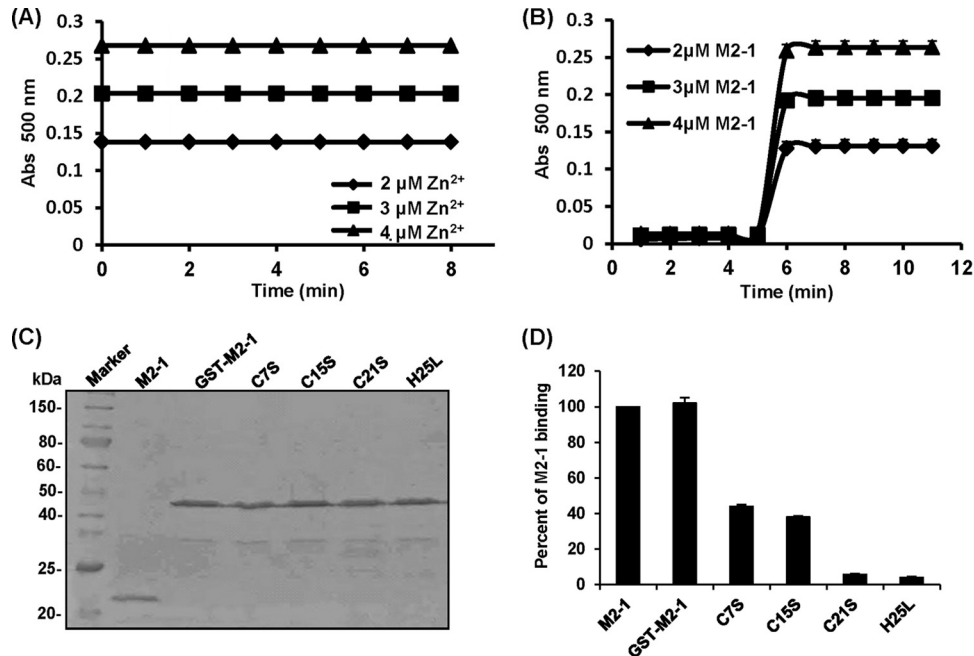 (A)
0.3
0.25
0.2
0.15
0.1
0.05
0
Abs 500 nm
2 µM Zn²⁺
3 µM Zn²⁺
4 µM Zn²⁺
0 2 4 6 8
Time (min)
(B)
0.3
0.25
0.2
0.15
0.1
0.05
0
Abs 500 nm
2µM M2-1
3µM M2-1
4µM M2-1
0 2 4 6 8 10 12
Time (min)
(C)
Marker M2-1 GST-M2-1 C7S C15S C21S H25L
kDa
150-
80-
60-
50-
40-
25-
20-
(D)
120
100
80
60
40
20
0
Percent of M2-1 binding
M2-1 GST-M2-1 C7S C15S C21S H25L